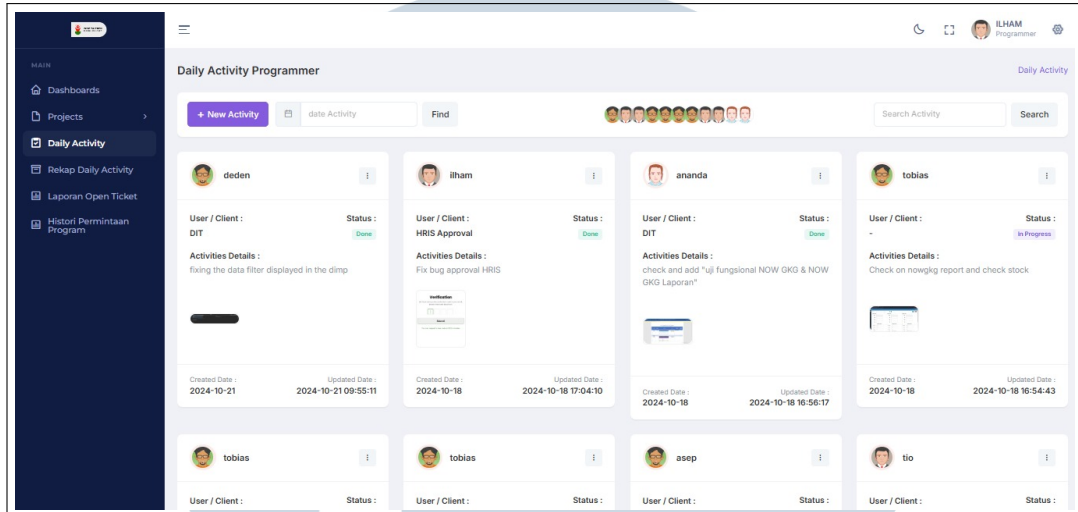 ILHAM
Programmer
MAIN
Dashboards
Projects
Daily Activity
Rekap Daily Activity
Laporan Open Ticket
Histori Permintaan
Program
Daily Activity Programmer
Daily Activity
+ New Activity
date Activity
Find
Search Activity
Search
deden
User / Client :
Status :
DIT
Done
Activities Details :
fixing the data filter displayed in the dimp
Created Date :
Updated Date :
2024-10-21
2024-10-21 09:55:11
ilham
User / Client :
Status :
HRIS Approval
Done
Activities Details :
Fix bug approval HRIS
Verification
Created Date :
Updated Date :
2024-10-18
2024-10-18 17:04:10
ananda
User / Client :
Status :
DIT
Done
Activities Details :
check and add "uji fungsional NOW GKG & NOW
GKG Laporan"
Created Date :
Updated Date :
2024-10-18
2024-10-18 16:56:17
tobias
User / Client :
Status :
-
In Progress
Activities Details :
Check on nowgkg report and check stock
Created Date :
Updated Date :
2024-10-18
2024-10-18 16:54:43
tobias
User / Client :
Status :
tobias
User / Client :
Status :
asep
User / Client :
Status :
tio
User / Client :
Status :